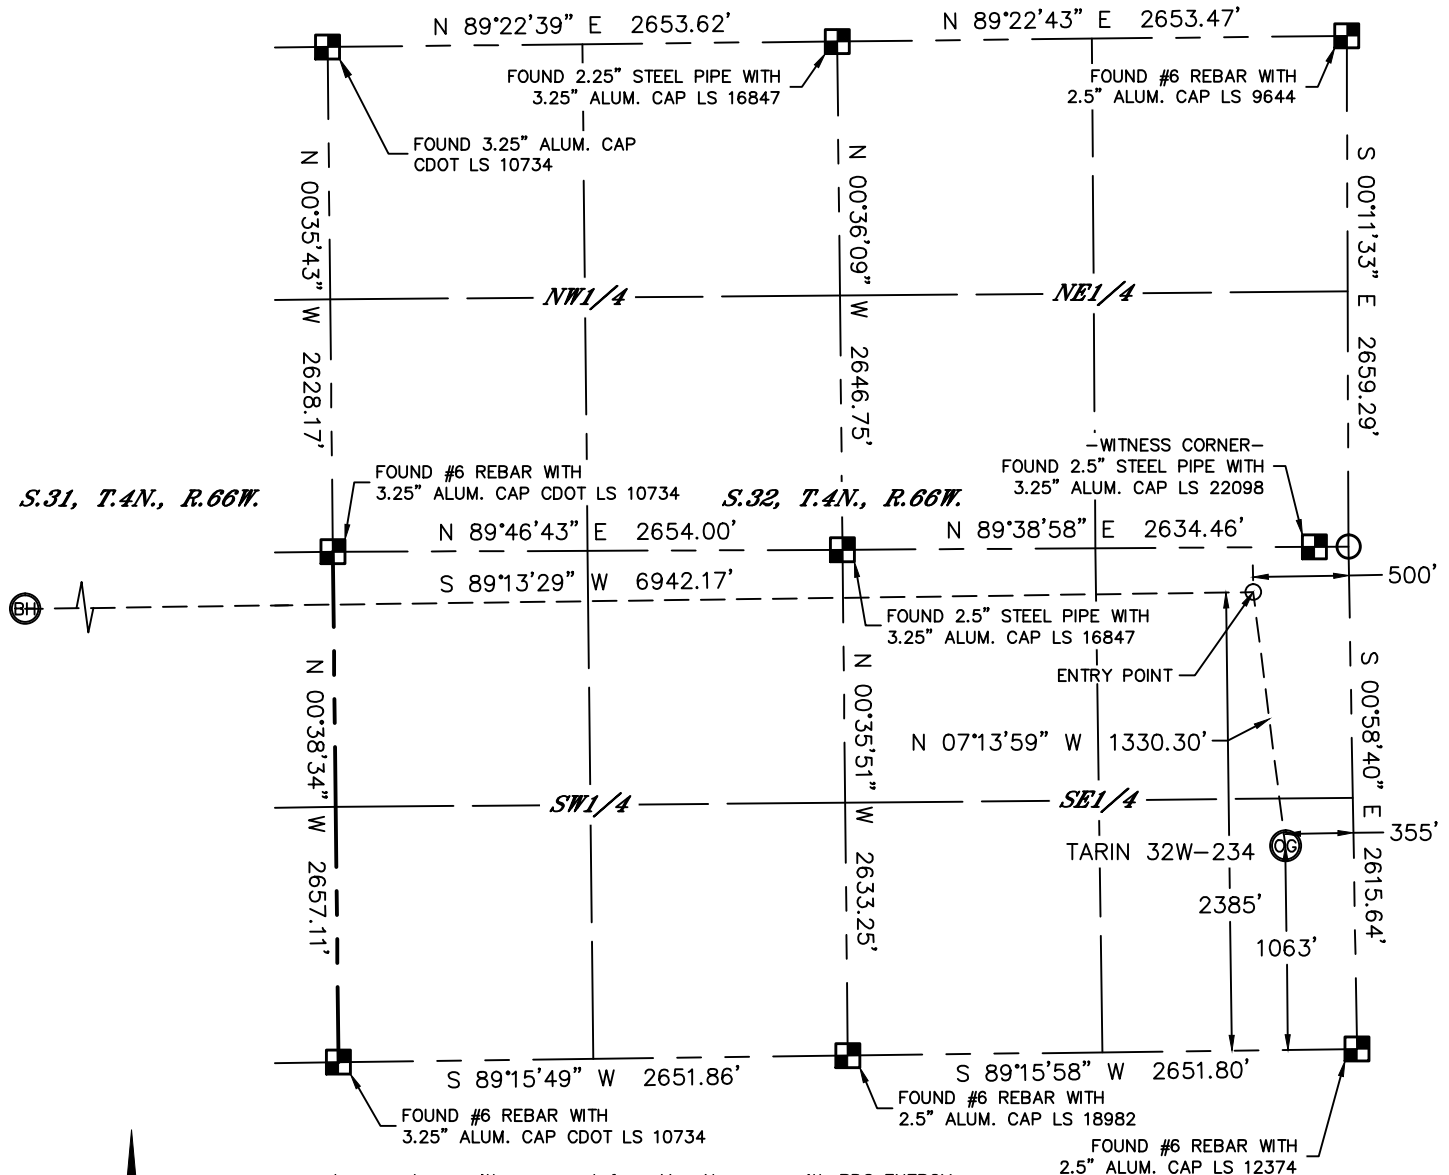 N 89°22'39" E 2653.62'
N 89°22'43" E 2653.47'
FOUND 2.25" STEEL PIPE WITH
3.25" ALUM. CAP LS 16847
FOUND #6 REBAR WITH
2.5" ALUM. CAP LS 9644
FOUND 3.25" ALUM. CAP
CDOT LS 10734
N 00°35'43" W 2628.17'
N 00°36'09" W 2646.75'
S 00°11'33" E 2659.29'
NW1/4
NE1/4
-WITNESS CORNER-
FOUND 2.5" STEEL PIPE WITH
3.25" ALUM. CAP LS 22098
FOUND #6 REBAR WITH
3.25" ALUM. CAP CDOT LS 10734
S.31, T.4N., R.66W.
S.32, T.4N., R.66W.
N 89°46'43" E 2654.00'
N 89°38'58" E 2634.46'
500'
S 89°13'29" W 6942.17'
BH
FOUND 2.5" STEEL PIPE WITH
3.25" ALUM. CAP LS 16847
ENTRY POINT
N 00°38'34" W 2657.11'
N 00°35'51" W 2633.25'
S 00°58'40" E 2615.64'
N 07°13'59" W 1330.30'
SW1/4
SE1/4
355'
TARIN 32W-234
OG
2385'
1063'
S 89°15'49" W 2651.86'
S 89°15'58" W 2651.80'
FOUND #6 REBAR WITH
2.5" ALUM. CAP LS 18982
FOUND #6 REBAR WITH
3.25" ALUM. CAP CDOT LS 10734
FOUND #6 REBAR WITH
2.5" ALUM. CAP LS 12374